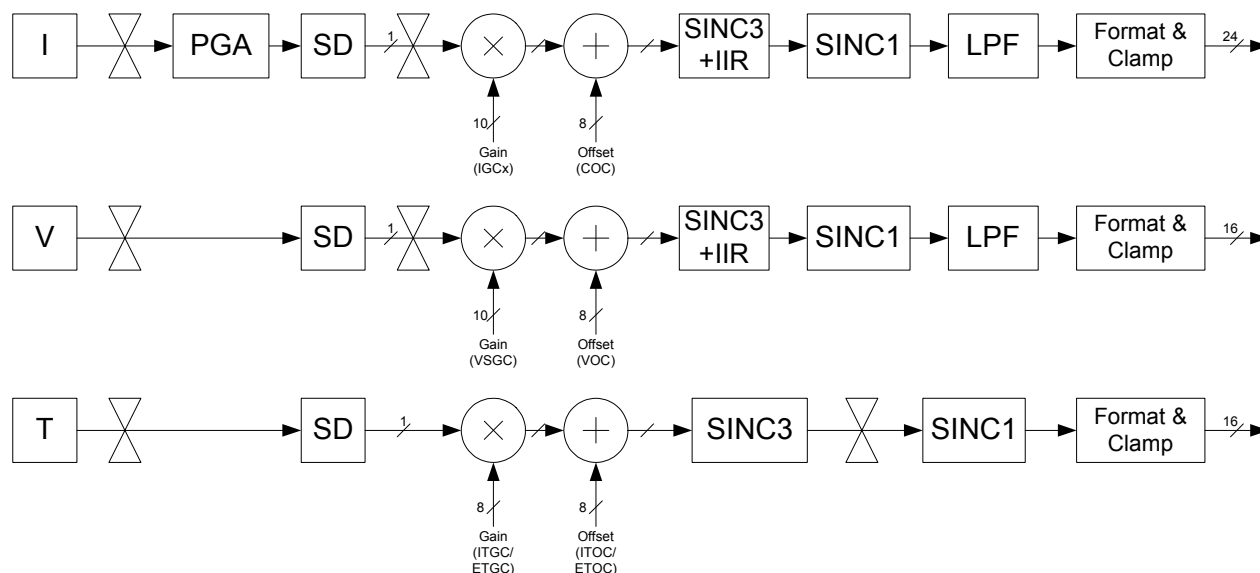 I
PGA
SD
1
10
Gain
(IGCx)
8
Offset
(COC)
SINC3
+IIR
SINC1
LPF
Format &
Clamp
24
V
SD
1
10
Gain
(VSGC)
8
Offset
(VOC)
SINC3
+IIR
SINC1
LPF
Format &
Clamp
16
T
SD
1
8
Gain
(ITGC/
ETGC)
8
Offset
(ITOC/
ETOC)
SINC3
SINC1
Format &
Clamp
16